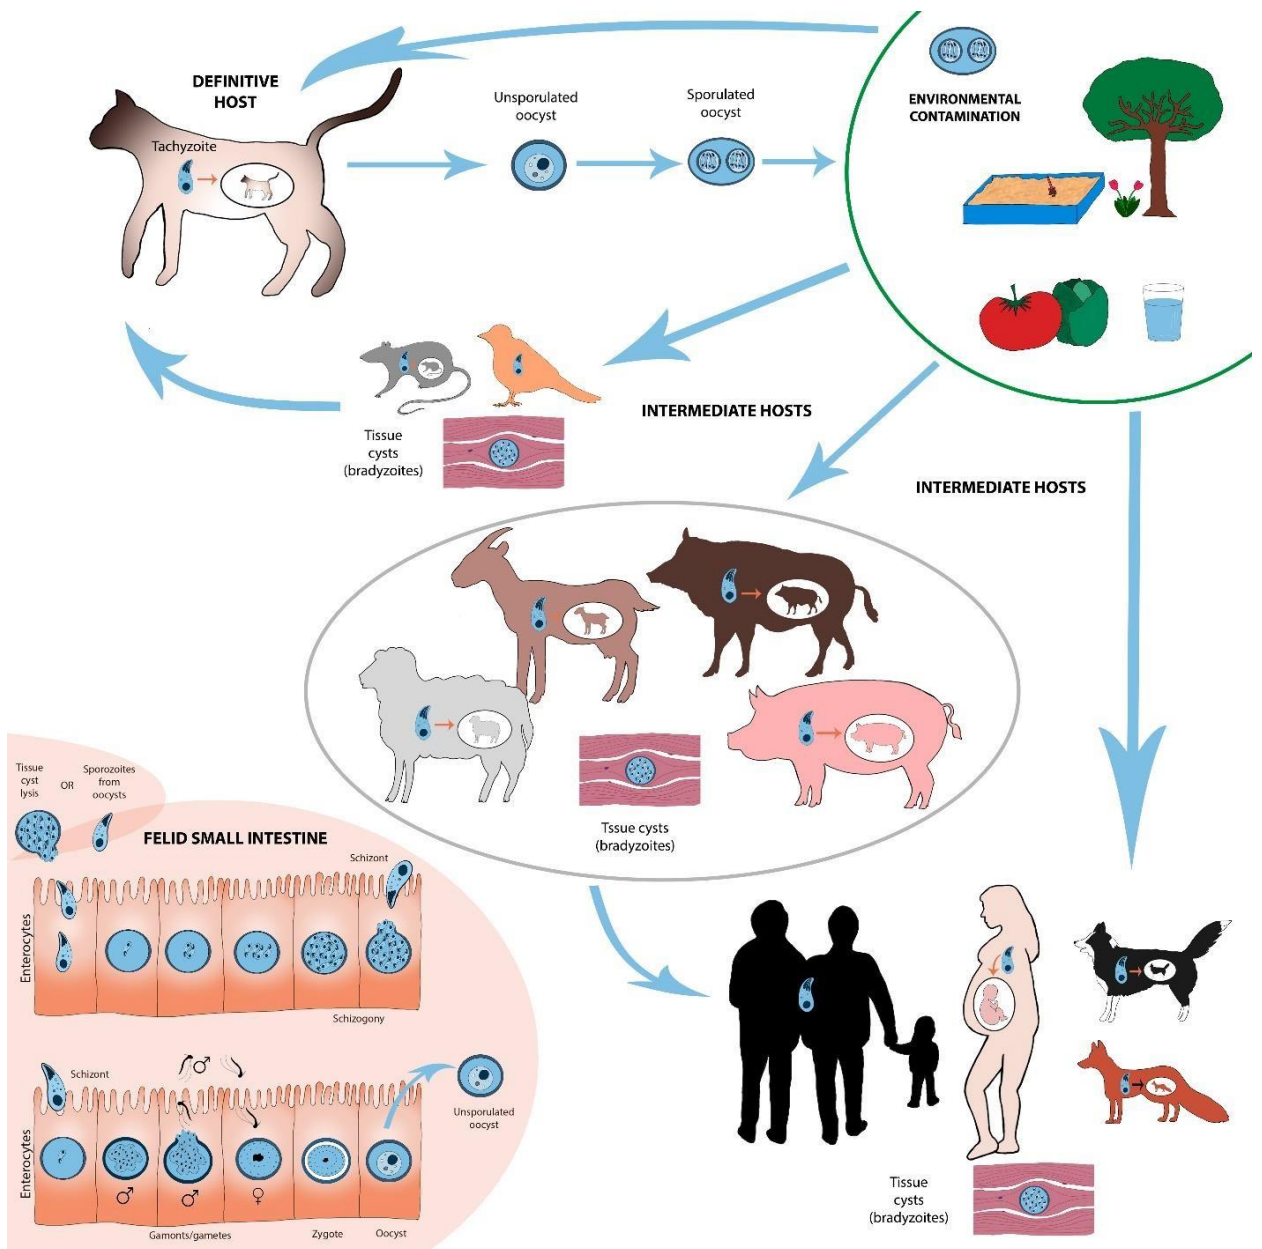 DEFINITIVE
HOST
Tachyzoite
Unsporulated
oocyst
Sporulated
oocyst
ENVIRONMENTAL
CONTAMINATION
INTERMEDIATE HOSTS
Tissue
cysts
(bradyzoites)
INTERMEDIATE HOSTS
Tssue cysts
(bradyzoites)
Tissue
cyst
lysis
OR
Sporozoites
from
oocysts
FELID SMALL INTESTINE
Schizont
Enterocytes
Schizogony
Schizont
♂
Unsporulated
oocyst
Enterocytes
♂
♂
♀
Gamonts/gametes
Zygote
Oocyst
Tissue
cysts
(bradyzoites)